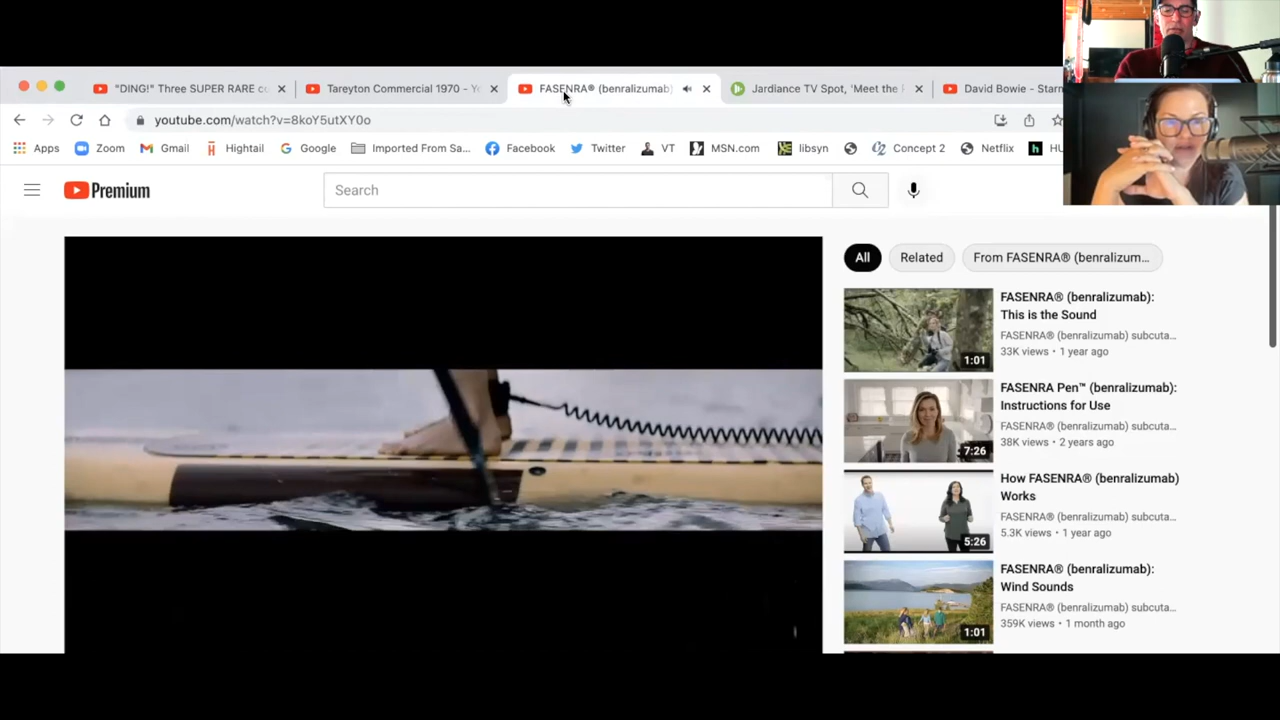 "DING!" Three SUPER RARE cc
Tareyton Commercial 1970 - Y
FASENRA® (benralizumab)
Jardiance TV Spot, 'Meet the
David Bowie - Starn
youtube.com/watch?v=8koY5utXY0o
Apps
Zoom
Gmail
Hightail
Google
Imported From Sa...
Facebook
Twitter
VT
MSN.com
libsyn
Concept 2
Netflix
HU
Premium
Search
All
Related
From FASENRA® (benralizum...
FASENRA® (benralizumab):
This is the Sound
FASENRA® (benralizumab) subcuta...
33K views • 1 year ago
1:01
FASENRA Pen™ (benralizumab):
Instructions for Use
FASENRA® (benralizumab) subcuta...
38K views • 2 years ago
7:26
How FASENRA® (benralizumab)
Works
FASENRA® (benralizumab) subcuta...
5.3K views • 1 year ago
5:26
FASENRA® (benralizumab):
Wind Sounds
FASENRA® (benralizumab) subcuta...
359K views • 1 month ago
1:01